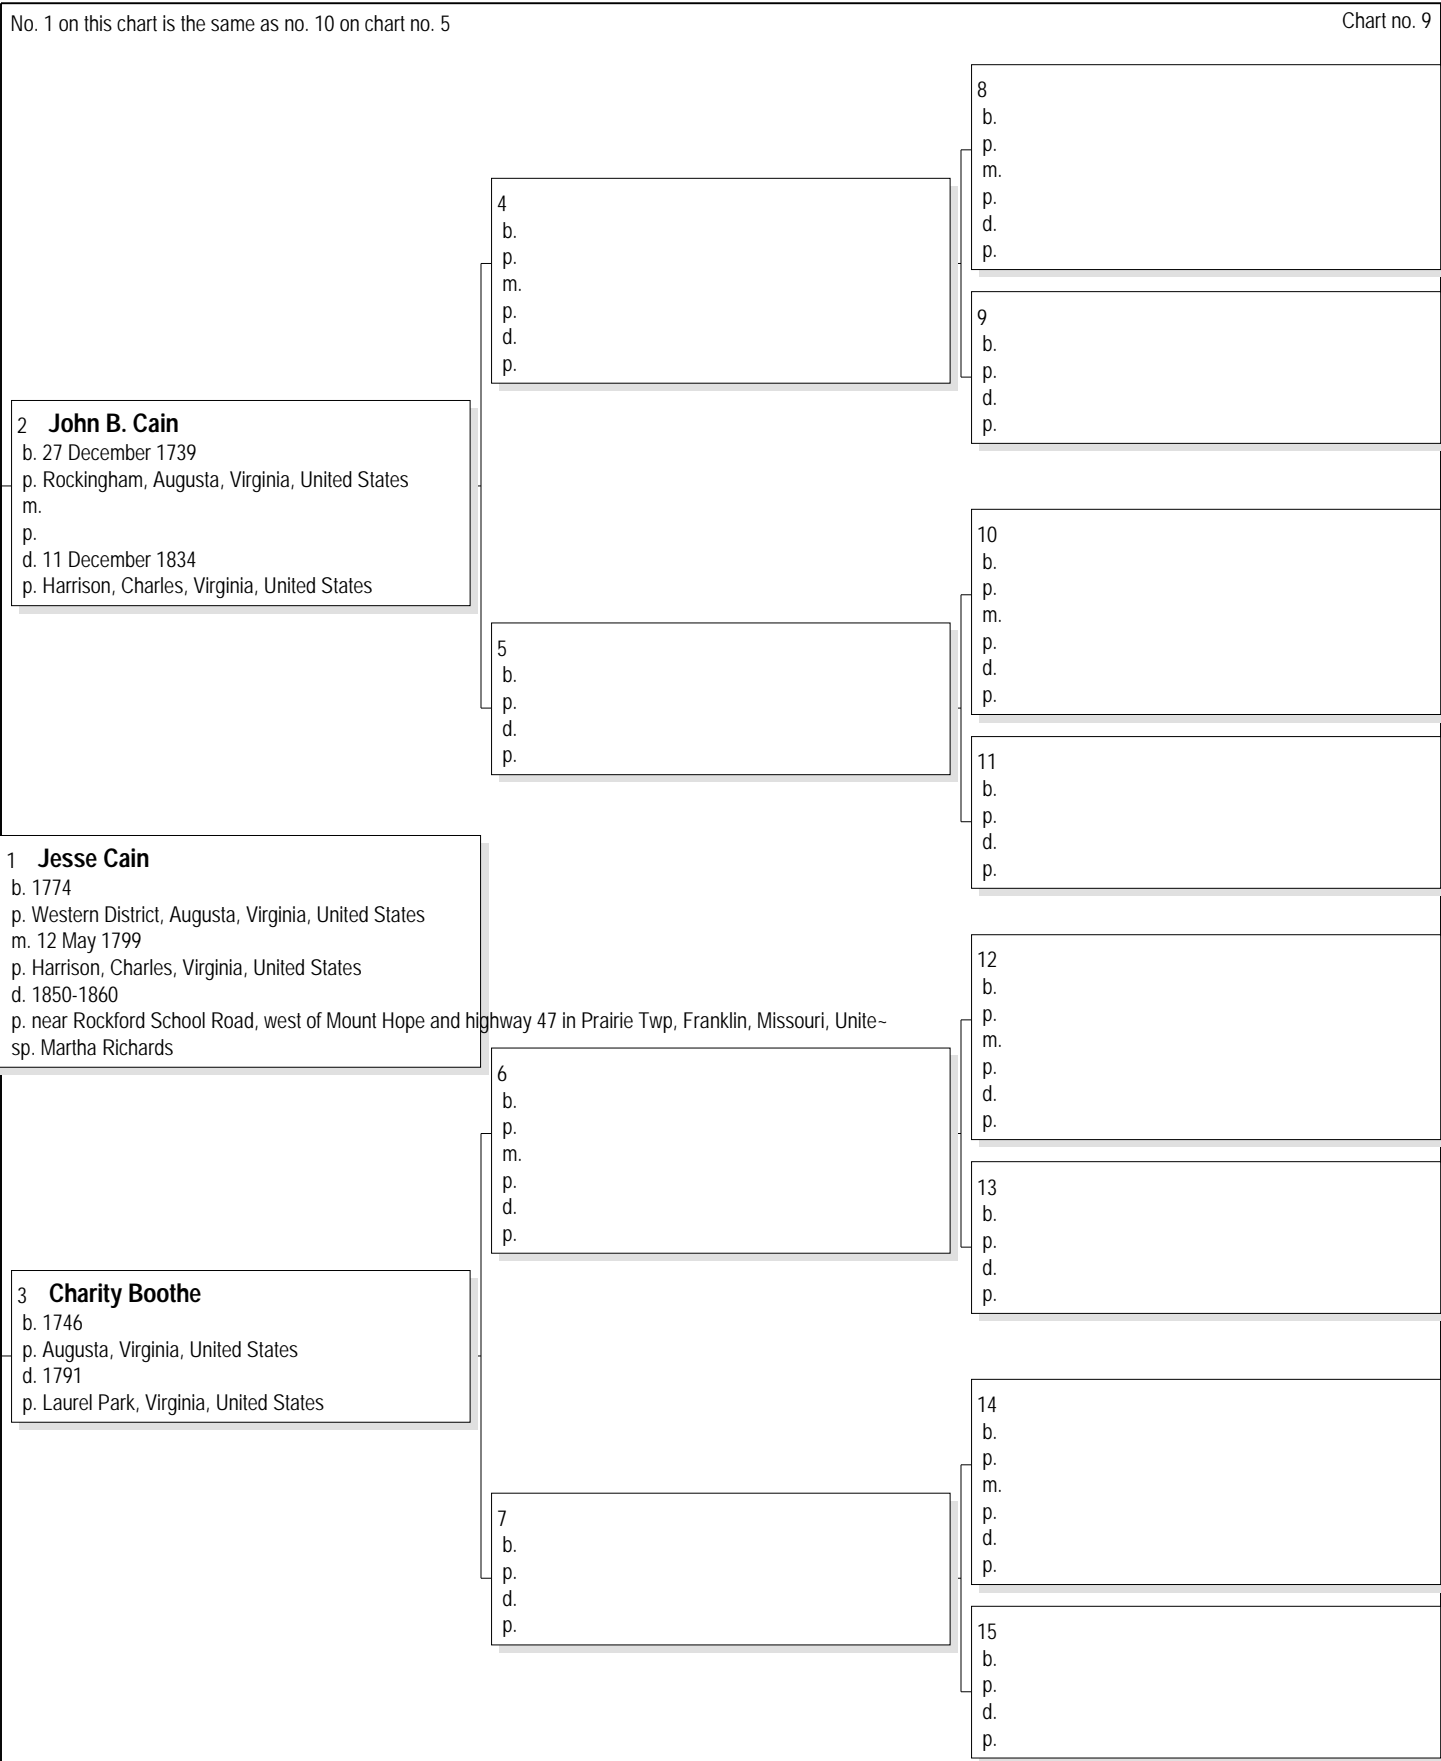 No. 1 on this chart is the same as no. 10 on chart no. 5
Chart no. 9
8
b.
p.
m.
p.
d.
p.
4
b.
p.
m.
p.
d.
p.
9
b.
p.
d.
p.
2 John B. Cain
b. 27 December 1739
p. Rockingham, Augusta, Virginia, United States
m.
p.
d. 11 December 1834
p. Harrison, Charles, Virginia, United States
10
b.
p.
m.
p.
d.
p.
5
b.
p.
d.
p.
11
b.
p.
d.
p.
1 Jesse Cain
b. 1774
p. Western District, Augusta, Virginia, United States
m. 12 May 1799
p. Harrison, Charles, Virginia, United States
d. 1850-1860
p. near Rockford School Road, west of Mount Hope and highway 47 in Prairie Twp, Franklin, Missouri, Unite~
sp. Martha Richards
12
b.
p.
m.
p.
d.
p.
6
b.
p.
m.
p.
d.
p.
13
b.
p.
d.
p.
3 Charity Boothe
b. 1746
p. Augusta, Virginia, United States
d. 1791
p. Laurel Park, Virginia, United States
14
b.
p.
m.
p.
d.
p.
7
b.
p.
d.
p.
15
b.
p.
d.
p.